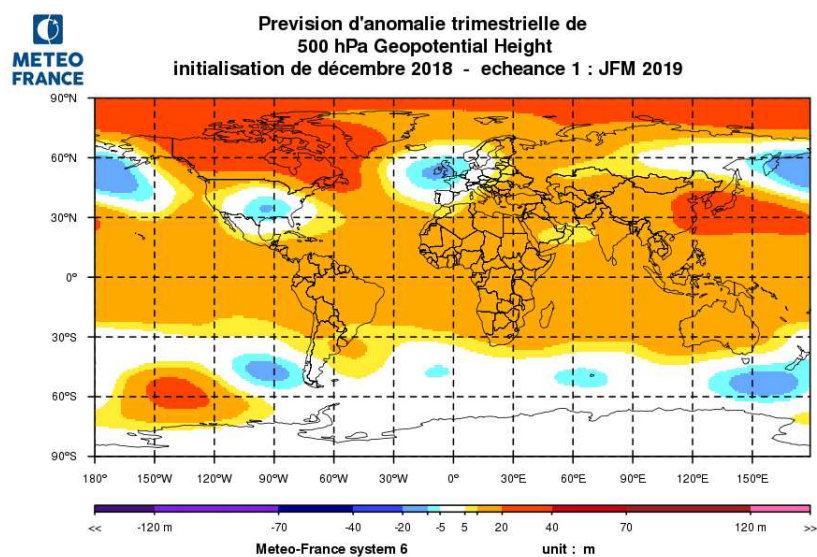 METEO
FRANCE
Prevision d'anomalie trimestrielle de
500 hPa Geopotential Height
initialisation de décembre 2018 - echeance 1 : JFM 2019
90°N
60°N
30°N
0°
30°S
60°S
90°S
180° 150°W 120°W 90°W 60°W 30°W 0° 30°E 60°E 90°E 120°E 150°E
<< -120 m -70 -40 -20 -5 5 20 40 70 120 m >>
Meteo-France system 6 unit : m